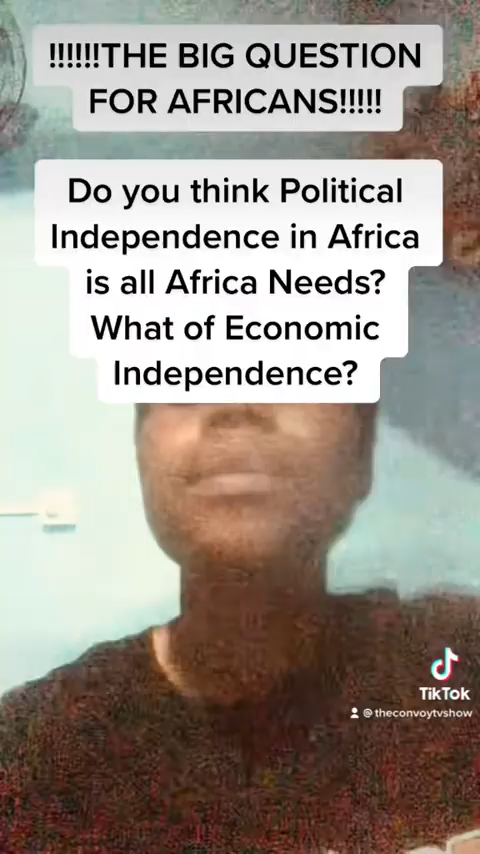 !!!!!!THE BIG QUESTION
FOR AFRICANS!!!!!
Do you think Political
Independence in Africa
is all Africa Needs?
What of Economic
Independence?
TikTok
@theconvoytvshow